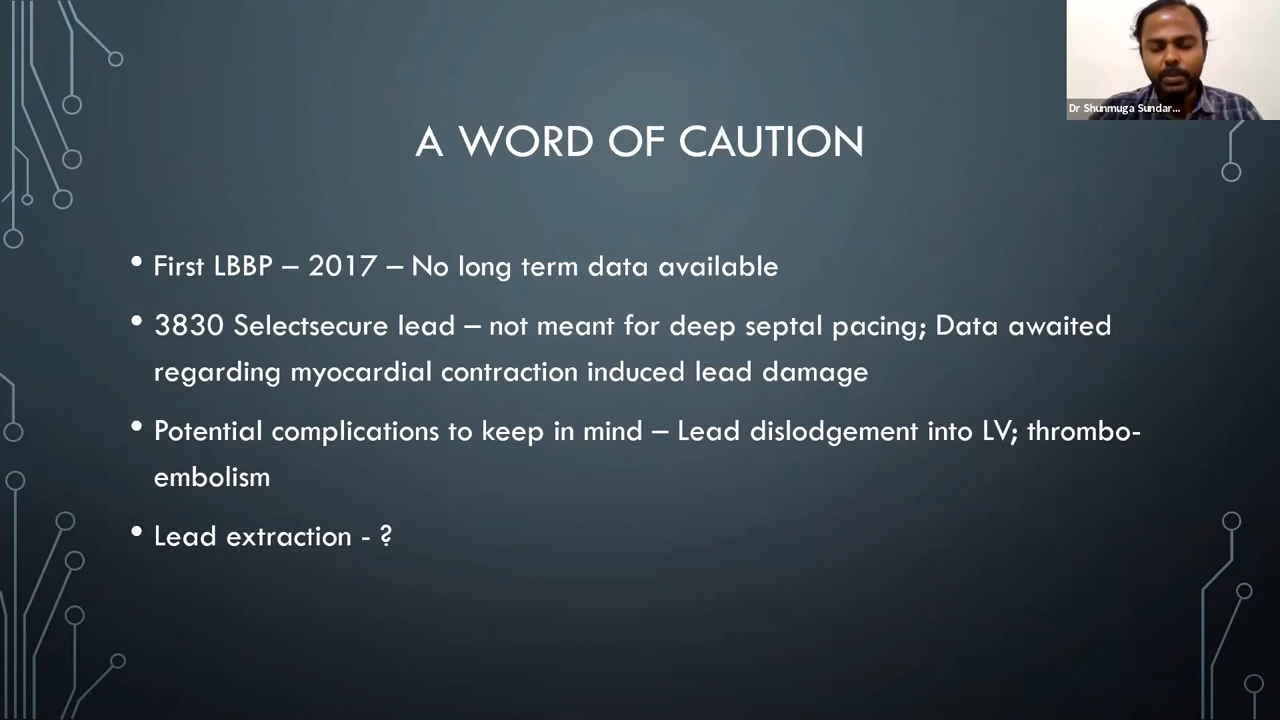 Dr Shunmuga Sundar...
A WORD OF CAUTION
• First LBBP – 2017 – No long term data available
• 3830 Selectsecure lead – not meant for deep septal pacing; Data awaited
regarding myocardial contraction induced lead damage
• Potential complications to keep in mind – Lead dislodgement into LV; thrombo-
embolism
• Lead extraction - ?